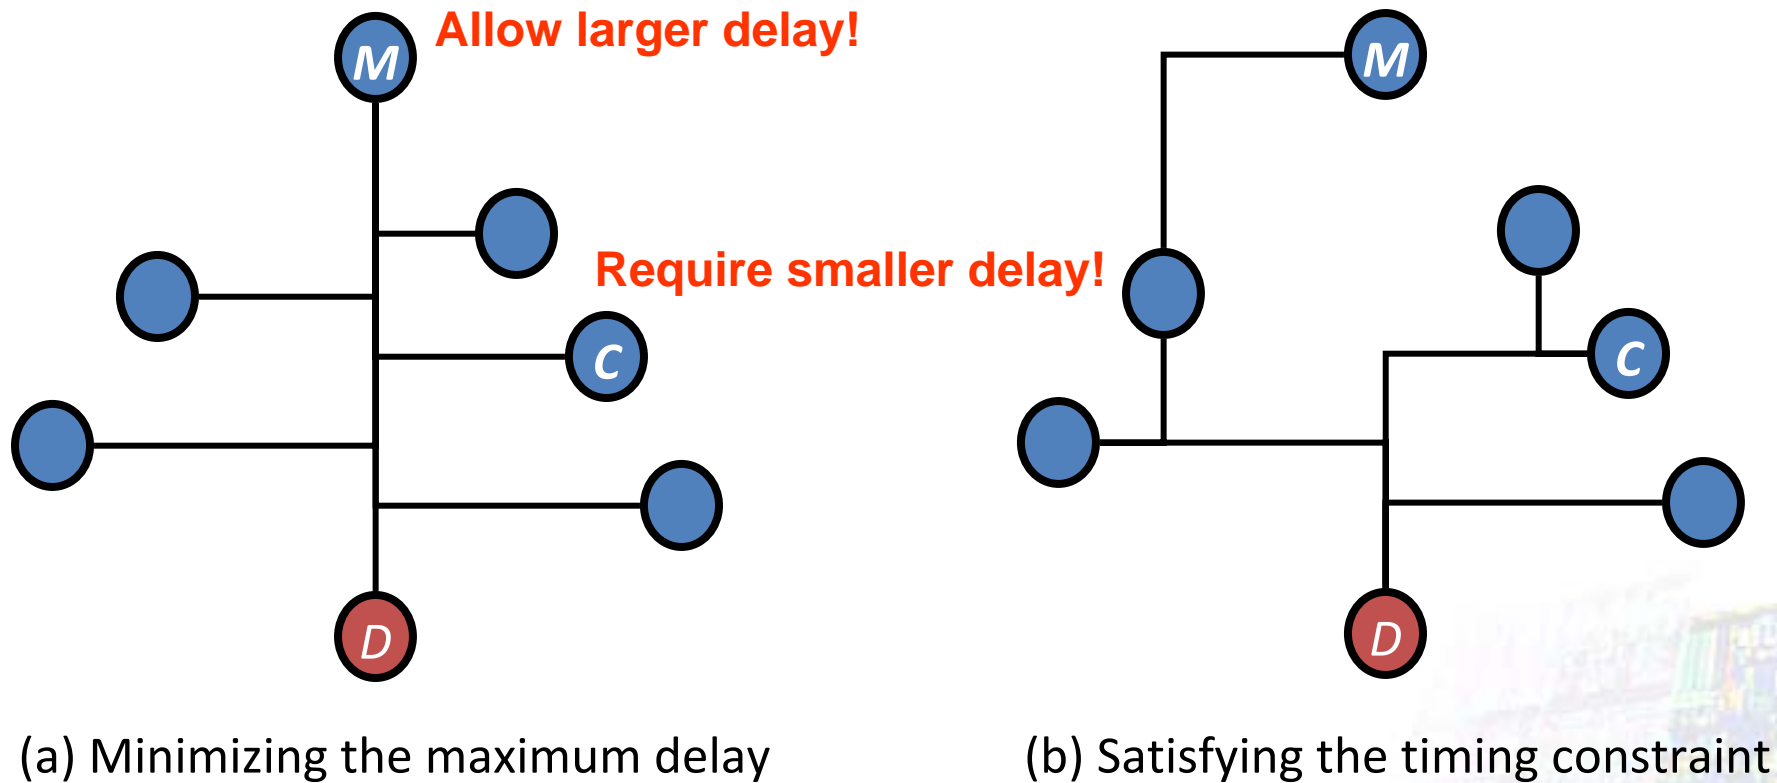 M
Allow larger delay!
M
Require smaller delay!
C
C
D
D
(a) Minimizing the maximum delay
(b) Satisfying the timing constraint